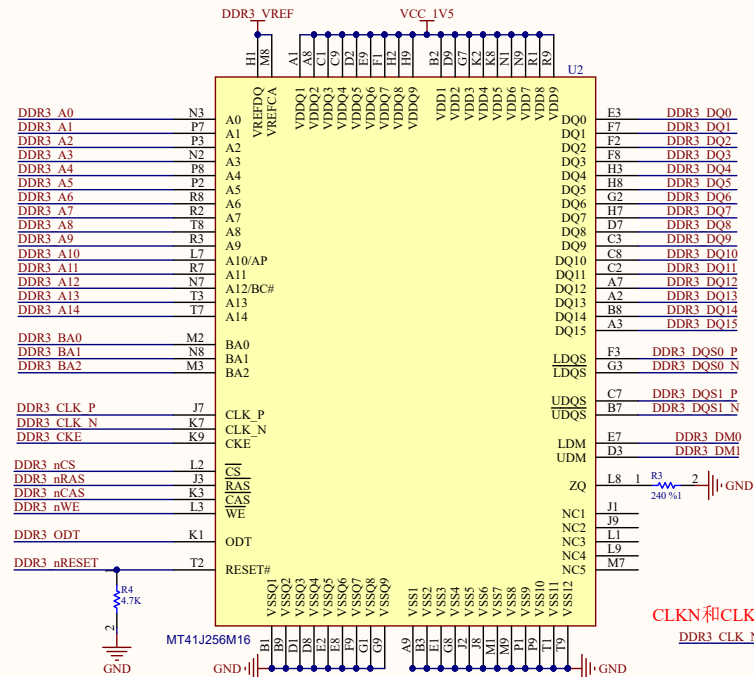 DDR3_VREF
VCC_1V5
H1 M8 A1 A8 C1 C9 D2 E9 F1 H2 H9 B2 D9 G7 K2 K8 N1 N9 R1 R9
U2
VREFDQ VREFCA VDDQ1 VDDQ2 VDDQ3 VDDQ4 VDDQ5 VDDQ6 VDDQ7 VDDQ8 VDDQ9 VDD1 VDD2 VDD3 VDD4 VDD5 VDD6 VDD7 VDD8 VDD9
DDR3_A0 N3 A0
DDR3_A1 P7 A1
DDR3_A2 P3 A2
DDR3_A3 N2 A3
DDR3_A4 P8 A4
DDR3_A5 P2 A5
DDR3_A6 R8 A6
DDR3_A7 R2 A7
DDR3_A8 T8 A8
DDR3_A9 R3 A9
DDR3_A10 L7 A10/AP
DDR3_A11 R7 A11
DDR3_A12 N7 A12/BC#
DDR3_A13 T3 A13
DDR3_A14 T7 A14
DDR3_BA0 M2 BA0
DDR3_BA1 N8 BA1
DDR3_BA2 M3 BA2
DDR3_CLK_P J7 CLK_P
DDR3_CLK_N K7 CLK_N
DDR3_CKE K9 CKE
DDR3_nCS L2 CS
DDR3_nRAS J3 RAS
DDR3_nCAS K3 CAS
DDR3_nWE L3 WE
DDR3_ODT K1 ODT
DDR3_nRESET T2 RESET#
DQ0 E3 DDR3_DQ0
DQ1 F7 DDR3_DQ1
DQ2 F2 DDR3_DQ2
DQ3 F8 DDR3_DQ3
DQ4 H3 DDR3_DQ4
DQ5 H8 DDR3_DQ5
DQ6 G2 DDR3_DQ6
DQ7 H7 DDR3_DQ7
DQ8 D7 DDR3_DQ8
DQ9 C3 DDR3_DQ9
DQ10 C8 DDR3_DQ10
DQ11 C2 DDR3_DQ11
DQ12 A7 DDR3_DQ12
DQ13 A2 DDR3_DQ13
DQ14 B8 DDR3_DQ14
DQ15 A3 DDR3_DQ15
LDQS F3 DDR3_DQS0_P
LDQS G3 DDR3_DQS0_N
UDQS C7 DDR3_DQS1_P
UDQS B7 DDR3_DQS1_N
LDM E7 DDR3_DM0
UDM D3 DDR3_DM1
ZQ L8 1 R3 2 GND
240 %1
NC1 J1
NC2 J9
NC3 L1
NC4 L9
NC5 M7
R4
4.7K
2
GND
VSSQ1 VSSQ2 VSSQ3 VSSQ4 VSSQ5 VSSQ6 VSSQ7 VSSQ8 VSSQ9 VSS1 VSS2 VSS3 VSS4 VSS5 VSS6 VSS7 VSS8 VSS9 VSS10 VSS11 VSS12
MT41J256M16
B1 B9 D1 D8 E2 E8 F9 G1 G9 A9 B3 E1 G8 J2 J8 M1 M9 P1 P9 T1 T9
GND
GND
CLKN和CLK
DDR3_CLK_N